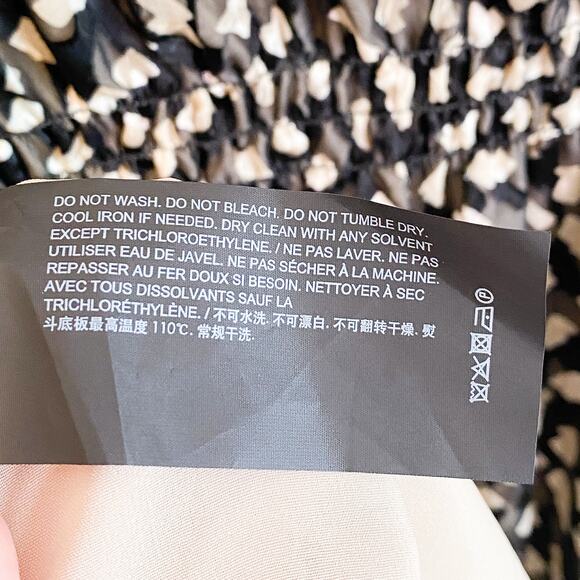 DO NOT WASH. DO NOT BLEACH. DO NOT TUMBLE DRY.
COOL IRON IF NEEDED. DRY CLEAN WITH ANY SOLVENT
EXCEPT TRICHLOROETHYLENE. / NE PAS LAVER. NE PAS
UTILISER EAU DE JAVEL. NE PAS SÉCHER À LA MACHINE.
REPASSER AU FER DOUX SI BESOIN. NETTOYER À SEC
AVEC TOUS DISSOLVANTS SAUF LA
TRICHLORÉTHYLÈNE. / 不可水洗. 不可漂白. 不可翻转干燥. 熨
斗底板最高温度 110℃. 常规干洗.
P